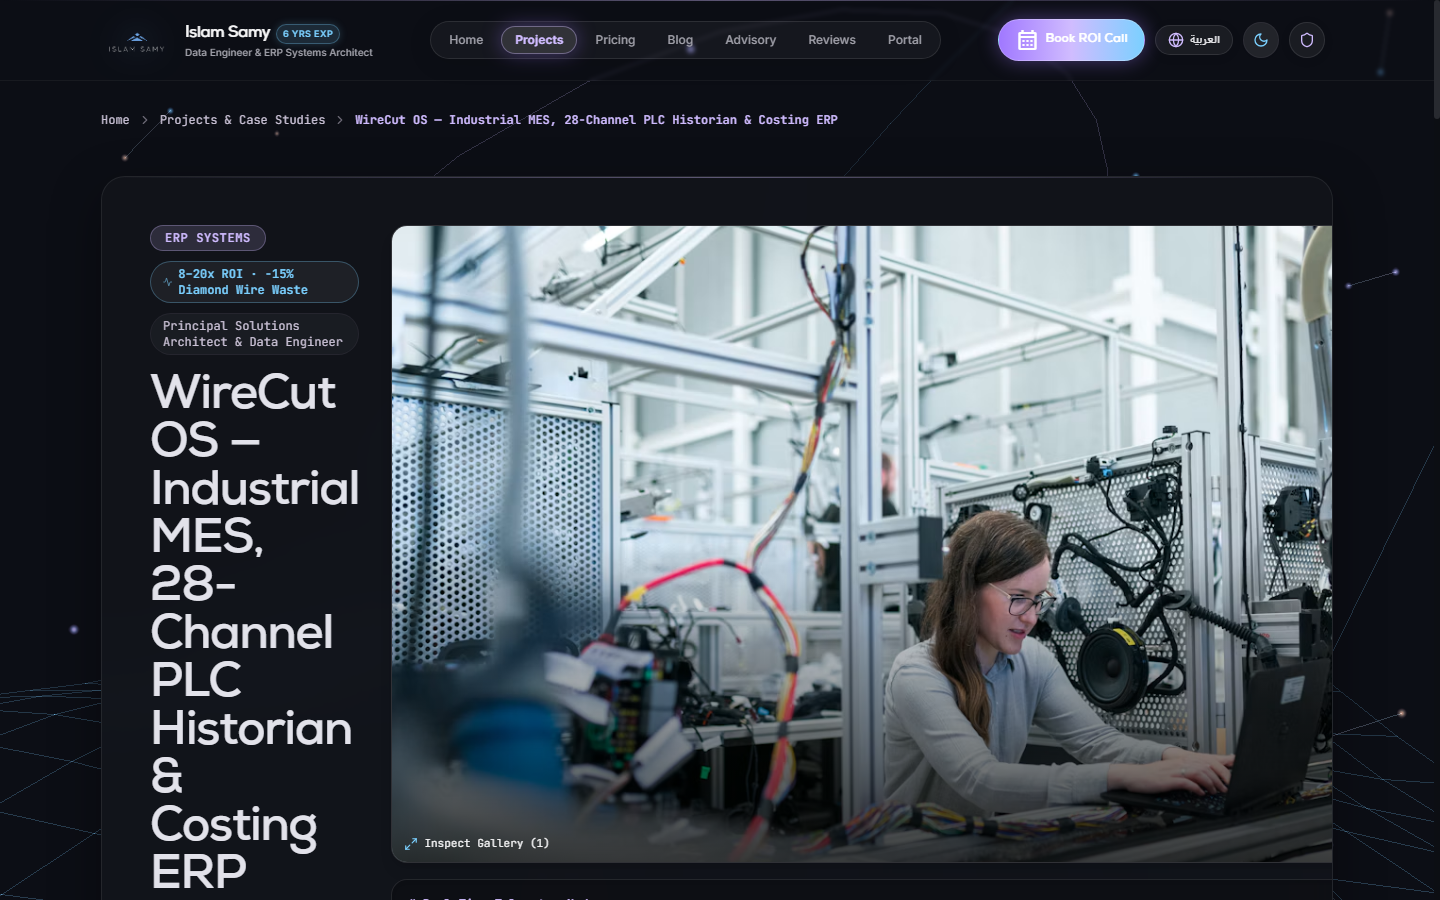 ISLAM SAMY
Islam Samy
6 YRS EXP
Data Engineer & ERP Systems Architect
Home
Projects
Pricing
Blog
Advisory
Reviews
Portal
Book ROI Call
العربية
Home > Projects & Case Studies > WireCut OS — Industrial MES, 28-Channel PLC Historian & Costing ERP
ERP SYSTEMS
8–20x ROI · -15%
Diamond Wire Waste
Principal Solutions
Architect & Data Engineer
WireCut
OS —
Industrial
MES,
28-
Channel
PLC
Historian
&
Costing
ERP
Inspect Gallery (1)